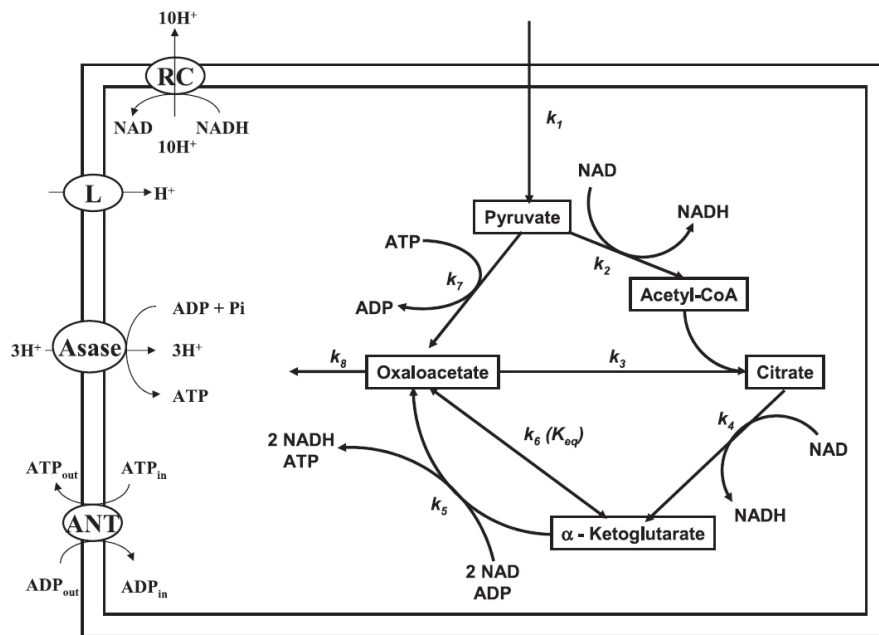 10H⁺
RC
NAD NADH
10H⁺
L H⁺
ADP + Pi
3H⁺ Asase 3H⁺
ATP
ATPout ATPin
ANT
ADPout ADPin
k1
Pyruvate
NAD
NADH
k2
Acetyl-CoA
ATP
k7
ADP
k8
Oxaloacetate
k3
Citrate
k6 (Keq)
k4
NAD
NADH
2 NADH
ATP
k5
α - Ketoglutarate
2 NAD
ADP